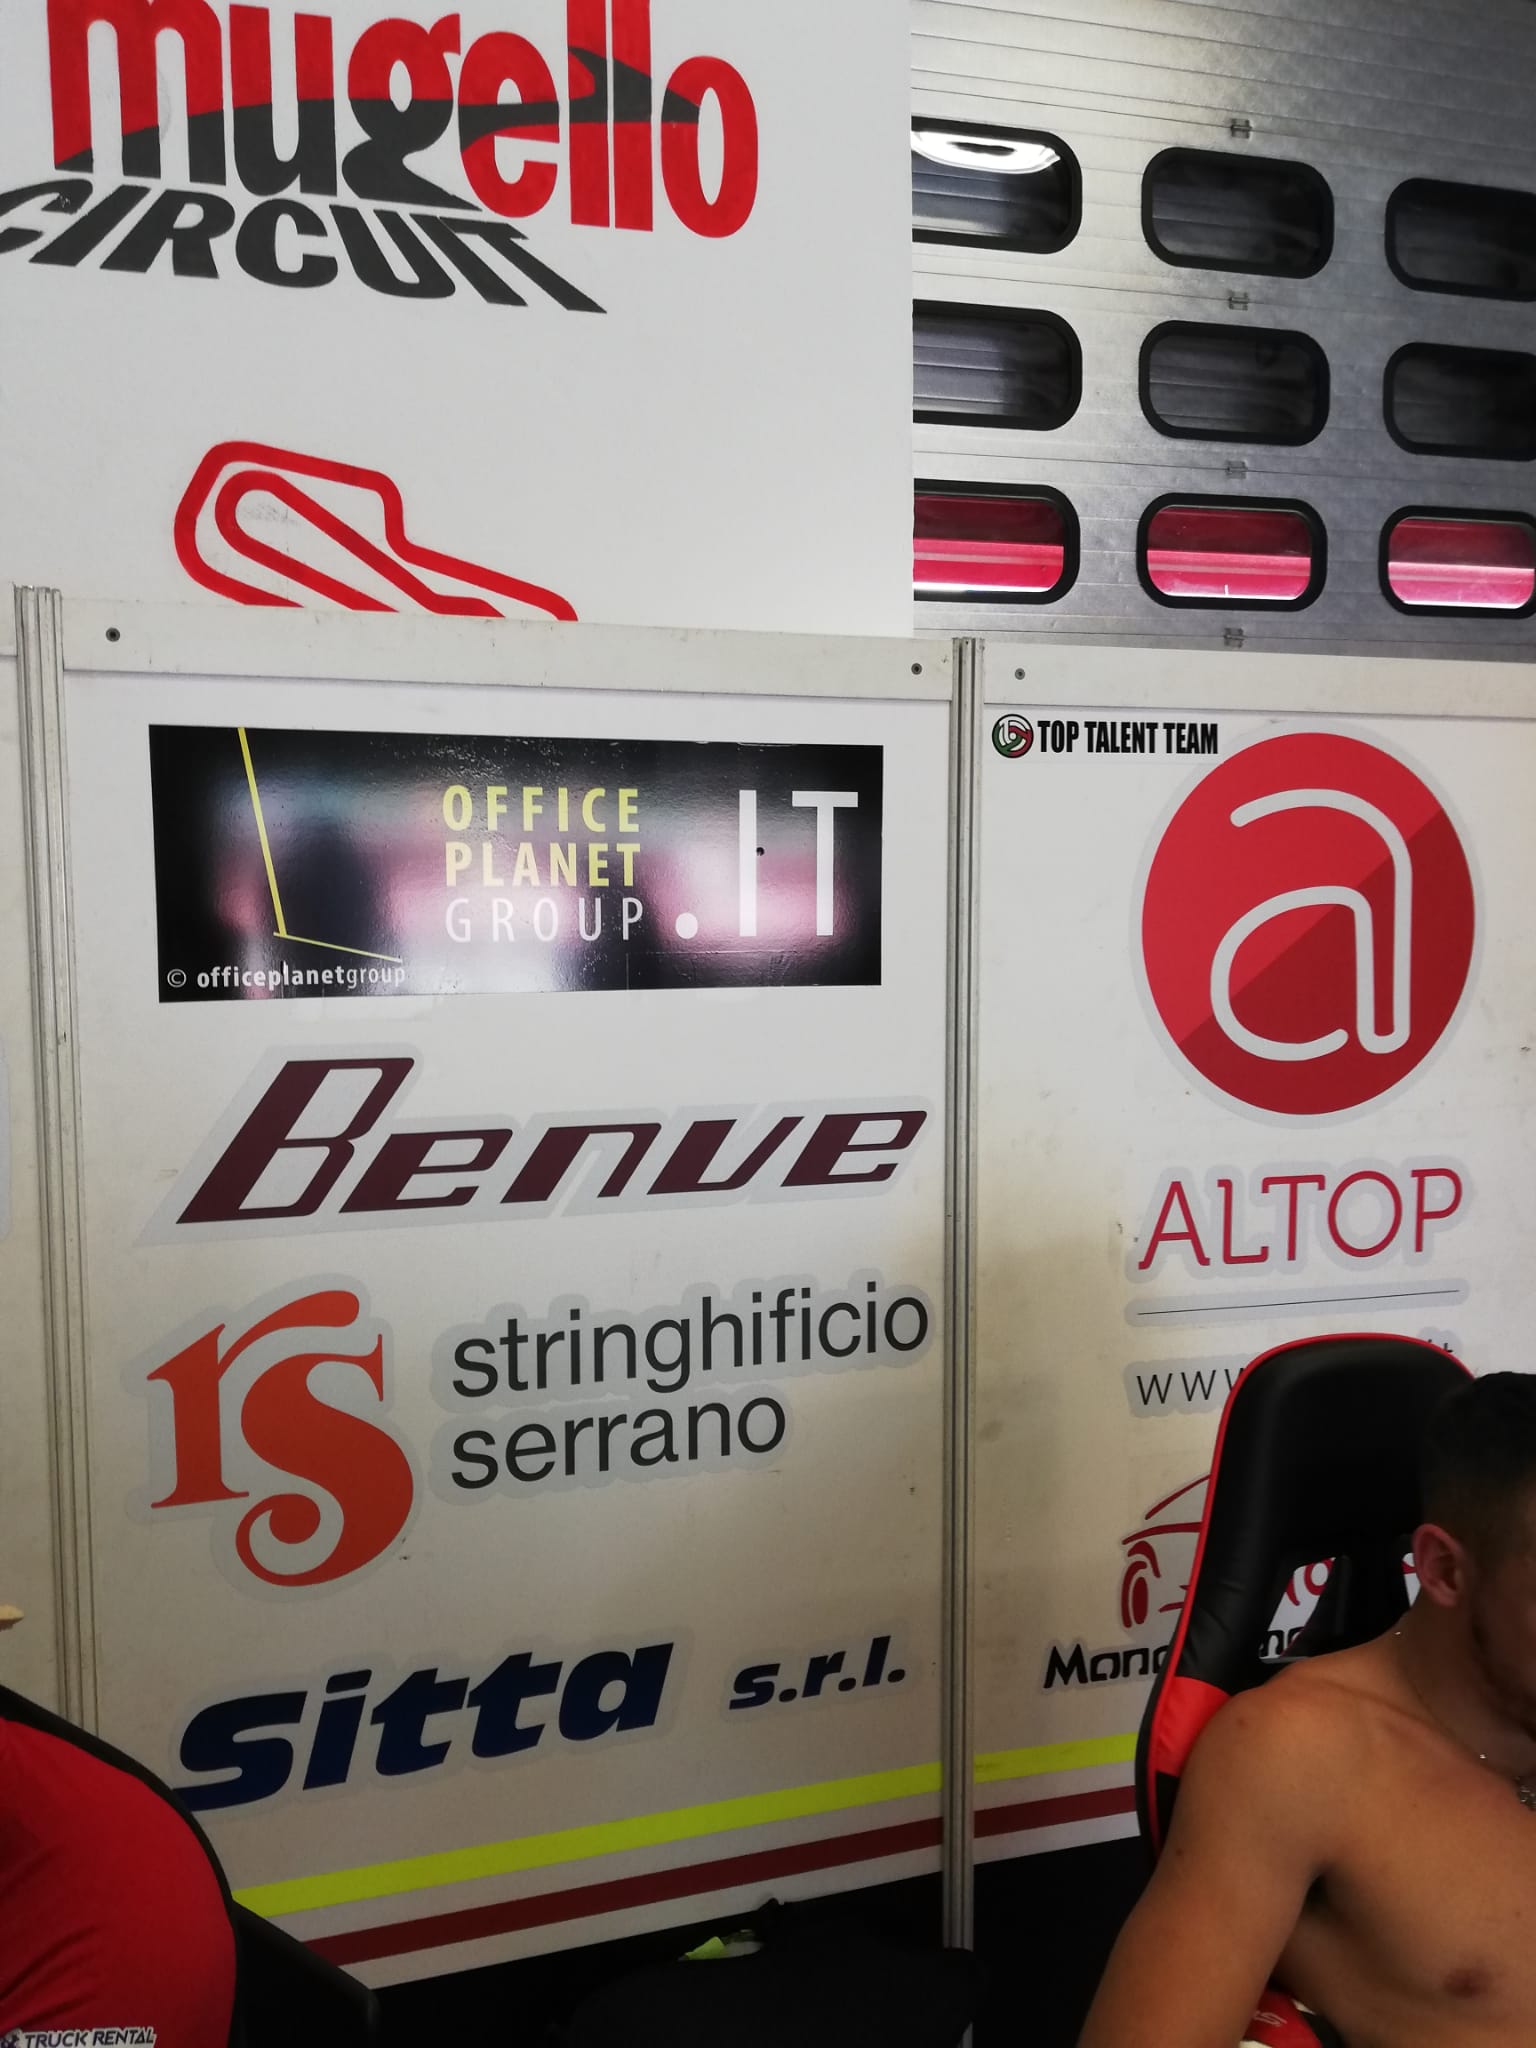 mugello
CIRCUIT
OFFICE
PLANET
GROUP
.IT
© officeplanetgroup
Benve
rs
stringhificio
serrano
sitta s.r.l.
TOP TALENT TEAM
a
ALTOP
TRUCK RENTAL